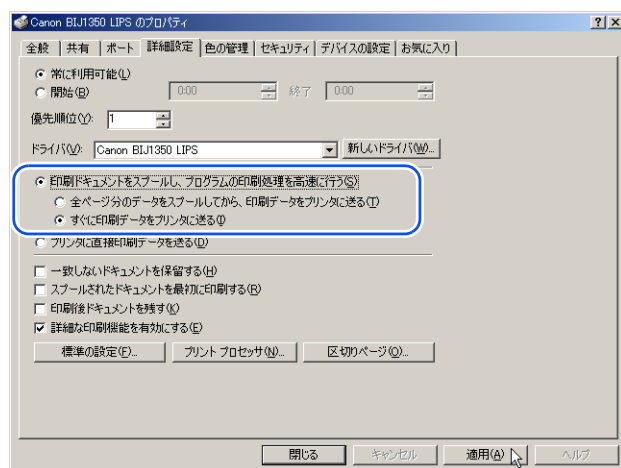 Canon BIJ1350 LIPS のプロパティ
全般 共有 ポート 詳細設定 色の管理 セキュリティ デバイスの設定 お気に入り
常に利用可能(L)
開始(B) 0:00 終了 0:00
優先順位(Y): 1
ドライバ(V): Canon BIJ1350 LIPS 新しいドライバ(W)...
印刷ドキュメントをスプールし、プログラムの印刷処理を高速に行う(S)
全ページ分のデータをスプールしてから、印刷データをプリンタに送る(T)
すぐに印刷データをプリンタに送る(I)
プリンタに直接印刷データを送る(D)
一致しないドキュメントを保留する(H)
スプールされたドキュメントを最初に印刷する(R)
印刷後ドキュメントを残す(K)
詳細な印刷機能を有効にする(E)
標準の設定(F)... プリント プロセッサ(N)... 区切りページ(O)...
閉じる キャンセル 適用(A) ヘルプ